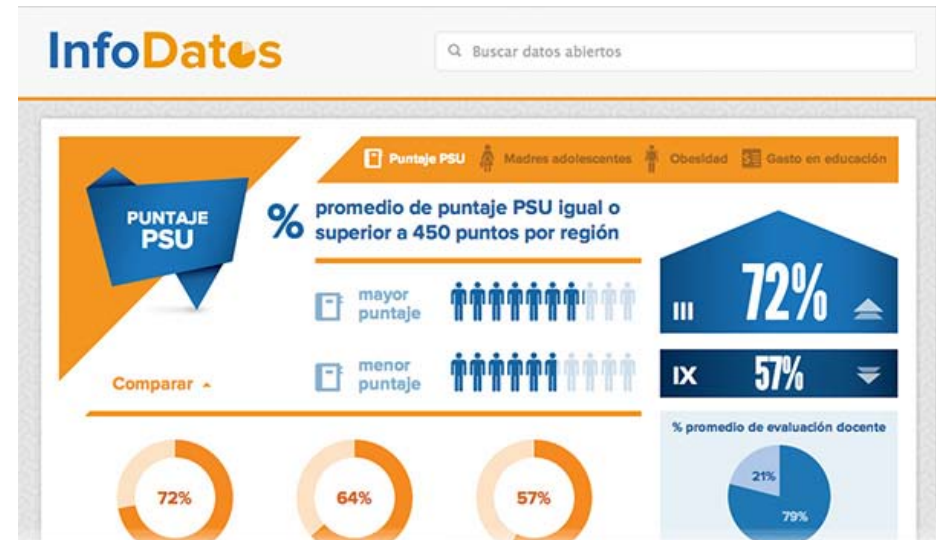 InfoDatos
Buscar datos abiertos
Puntaje PSU Madres adolescentes Obesidad Gasto en educación
PUNTAJE
PSU
% promedio de puntaje PSU igual o
superior a 450 puntos por región
mayor
puntaje
III 72%
menor
puntaje
IX 57%
Comparar
% promedio de evaluación docente
72%
64%
57%
21%
79%